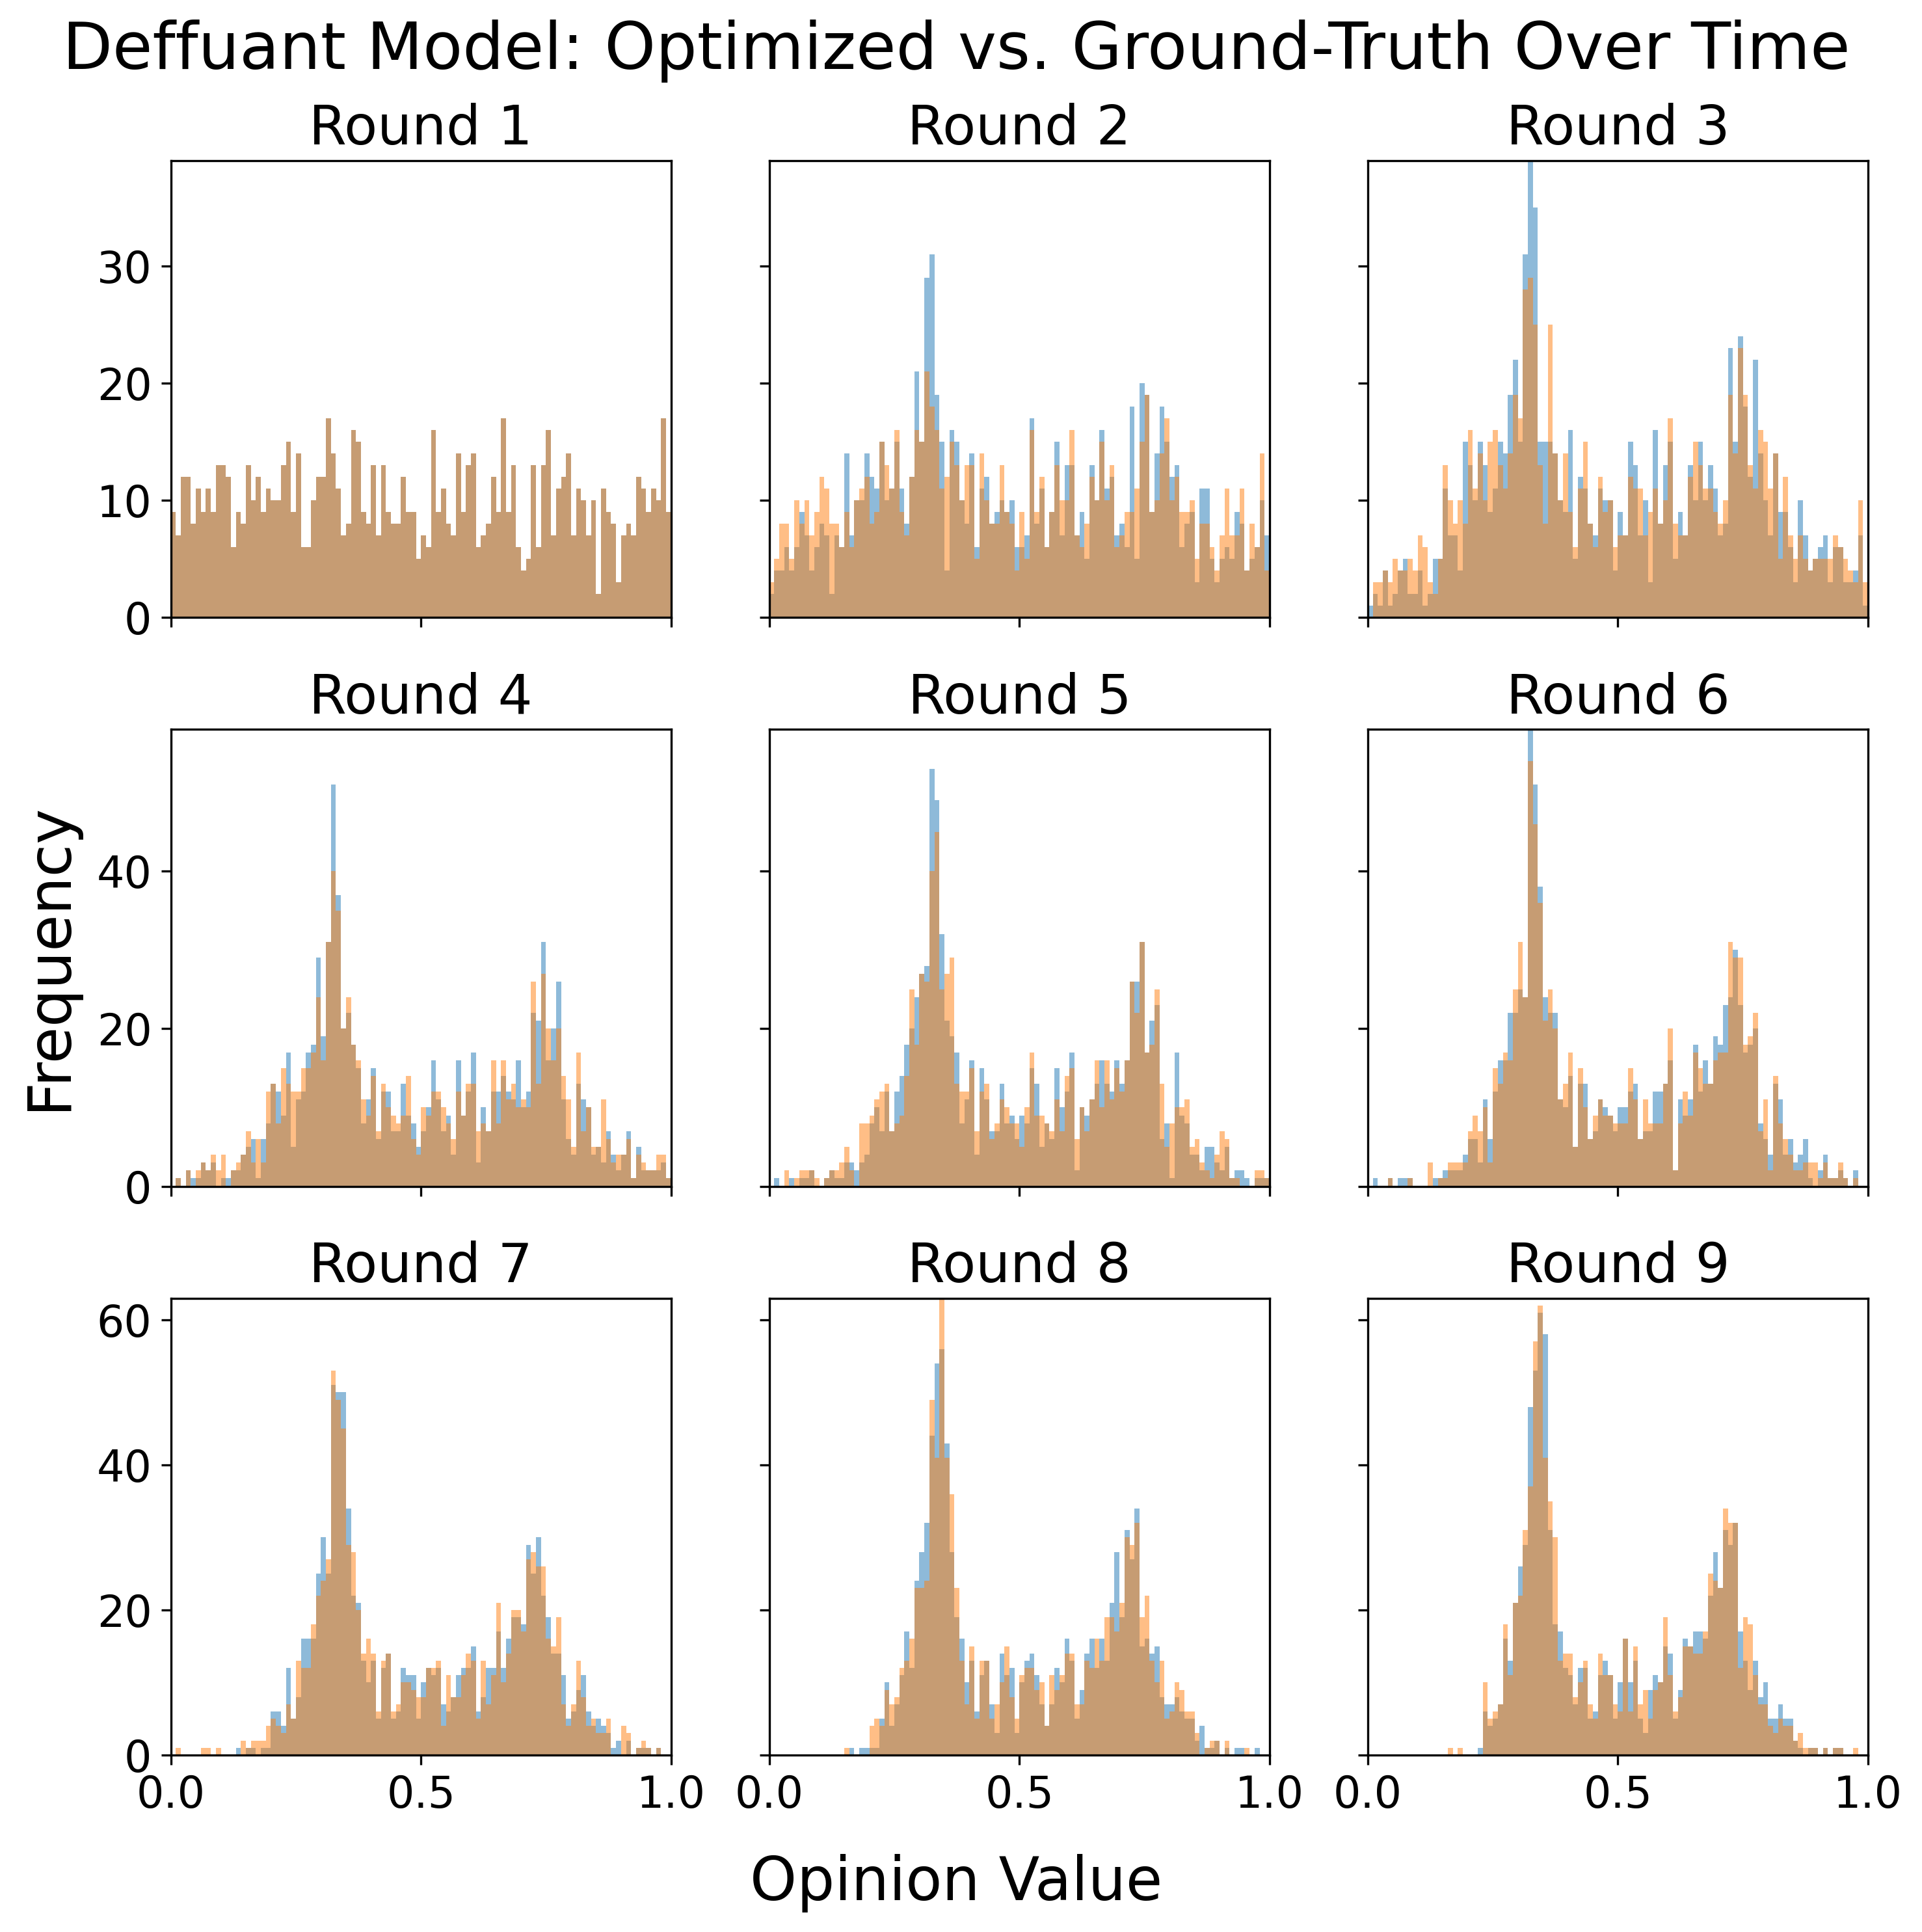 Deffuant Model: Optimized vs. Ground-Truth Over Time
Round 1
Round 2
Round 3
30
20
10
0
Round 4
Round 5
Round 6
40
20
0
Frequency
Round 7
Round 8
Round 9
60
40
20
0
0.0 0.5 1.0
0.0 0.5 1.0
0.0 0.5 1.0
Opinion Value